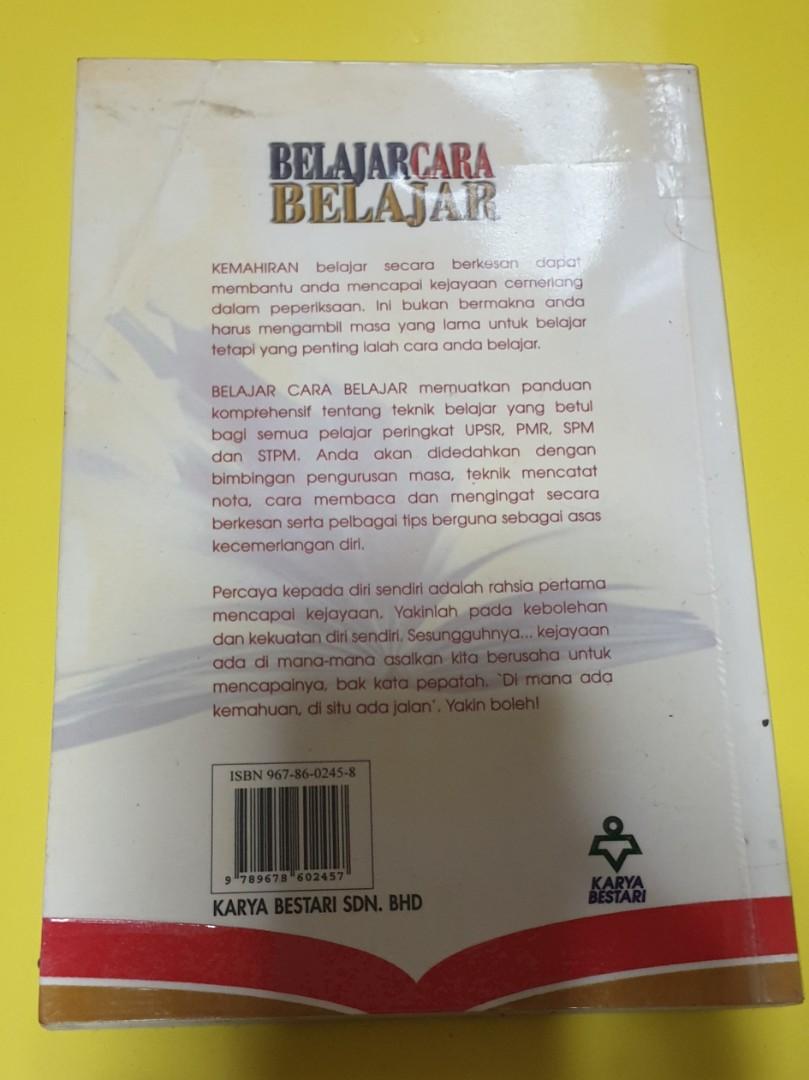 BELAJARCARA
BELAJAR
KEMAHIRAN belajar secara berkesan dapat
membantu anda mencapai kejayaan cemerlang
dalam peperiksaan. Ini bukan bermakna anda
harus mengambil masa yang lama untuk belajar
tetapi yang penting ialah cara anda belajar.
BELAJAR CARA BELAJAR memuatkan panduan
komprehensif tentang teknik belajar yang betul
bagi semua pelajar peringkat UPSR, PMR, SPM
dan STPM. Anda akan didedahkan dengan
bimbingan pengurusan masa, teknik mencatat
nota, cara membaca dan mengingat secara
berkesan serta pelbagai tips berguna sebagai asas
kecemerlangan diri.
Percaya kepada diri sendiri adalah rahsia pertama
mencapai kejayaan. Yakinlah pada kebolehan
dan kekuatan diri sendiri. Sesungguhnya... kejayaan
ada di mana-mana asalkan kita berusaha untuk
mencapainya, bak kata pepatah. 'Di mana ada
kemahuan, di situ ada jalan'. Yakin boleh!
ISBN 967-86-0245-8
9 789678 602457
KARYA BESTARI SDN. BHD
KARYA
BESTARI